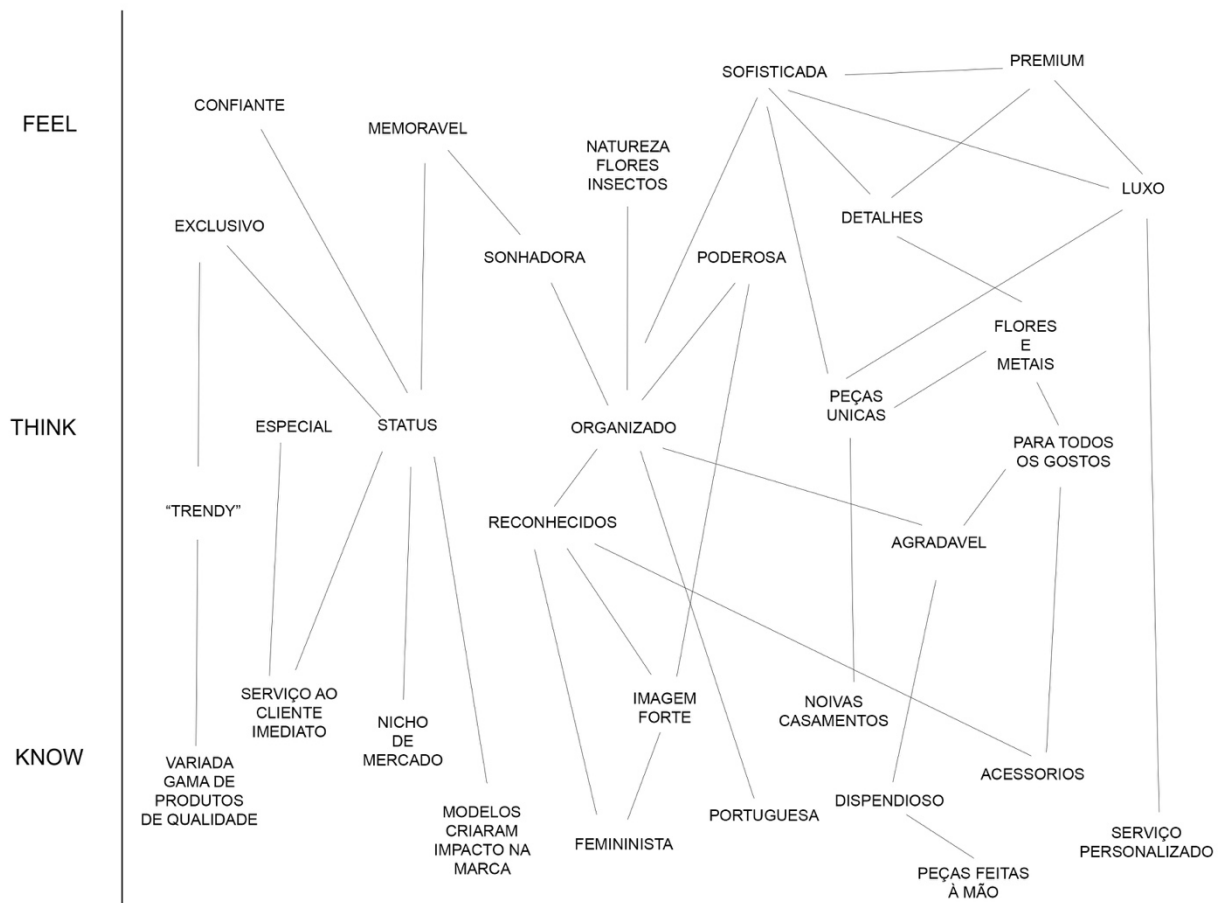 FEEL
SOFISTICADA
PREMIUM
CONFIANTE
MEMORAVEL
NATUREZA
FLORES
INSECTOS
LUXO
EXCLUSIVO
DETALHES
SONHADORA
PODEROSA
FLORES
E
METAIS
THINK
ESPECIAL
STATUS
ORGANIZADO
PEÇAS
UNICAS
PARA TODOS
OS GOSTOS
“TRENDY”
RECONHECIDOS
AGRADAVEL
KNOW
SERVIÇO AO
CLIENTE
IMEDIATO
NICHO
DE
MERCADO
IMAGEM
FORTE
NOIVAS
CASAMENTOS
VARIADA
GAMA DE
PRODUTOS
DE QUALIDADE
ACESSORIOS
MODELOS
CRIARAM
IMPACTO NA
MARCA
FEMININISTA
PORTUGUESA
DISPENDIOSO
SERVIÇO
PERSONALIZADO
PEÇAS FEITAS
À MÃO